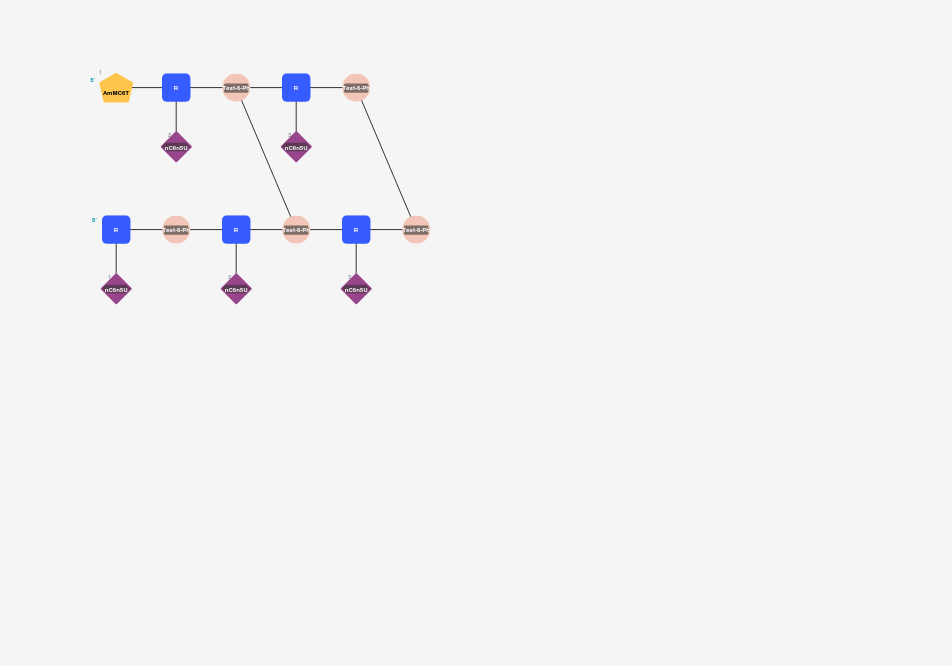 1
5'
AmMC6T
R
Test-6-Ph
R
Test-6-Ph
2
nC6n5U
3
nC6n5U
5'
R
Test-6-Ph
R
Test-6-Ph
R
Test-6-Ph
1
nC6n5U
2
nC6n5U
3
nC6n5U